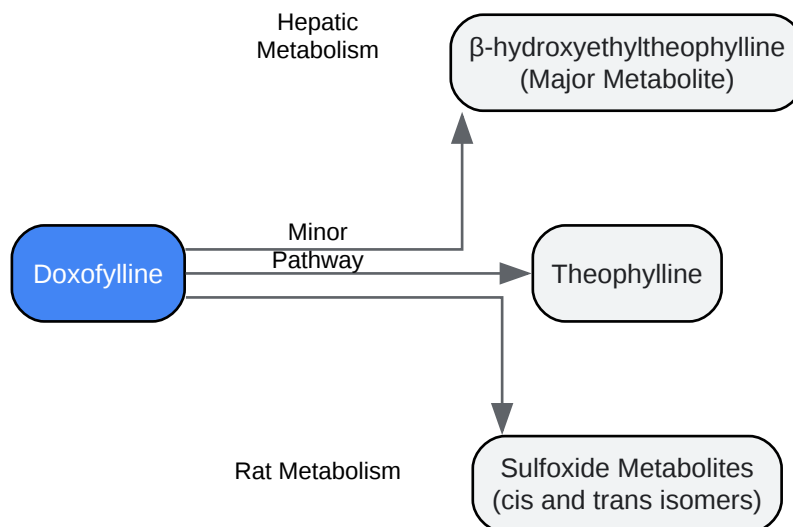 Hepatic
Metabolism
β-hydroxyethyltheophylline
(Major Metabolite)
Minor
Pathway
Doxofylline
Theophylline
Rat Metabolism
Sulfoxide Metabolites
(cis and trans isomers)